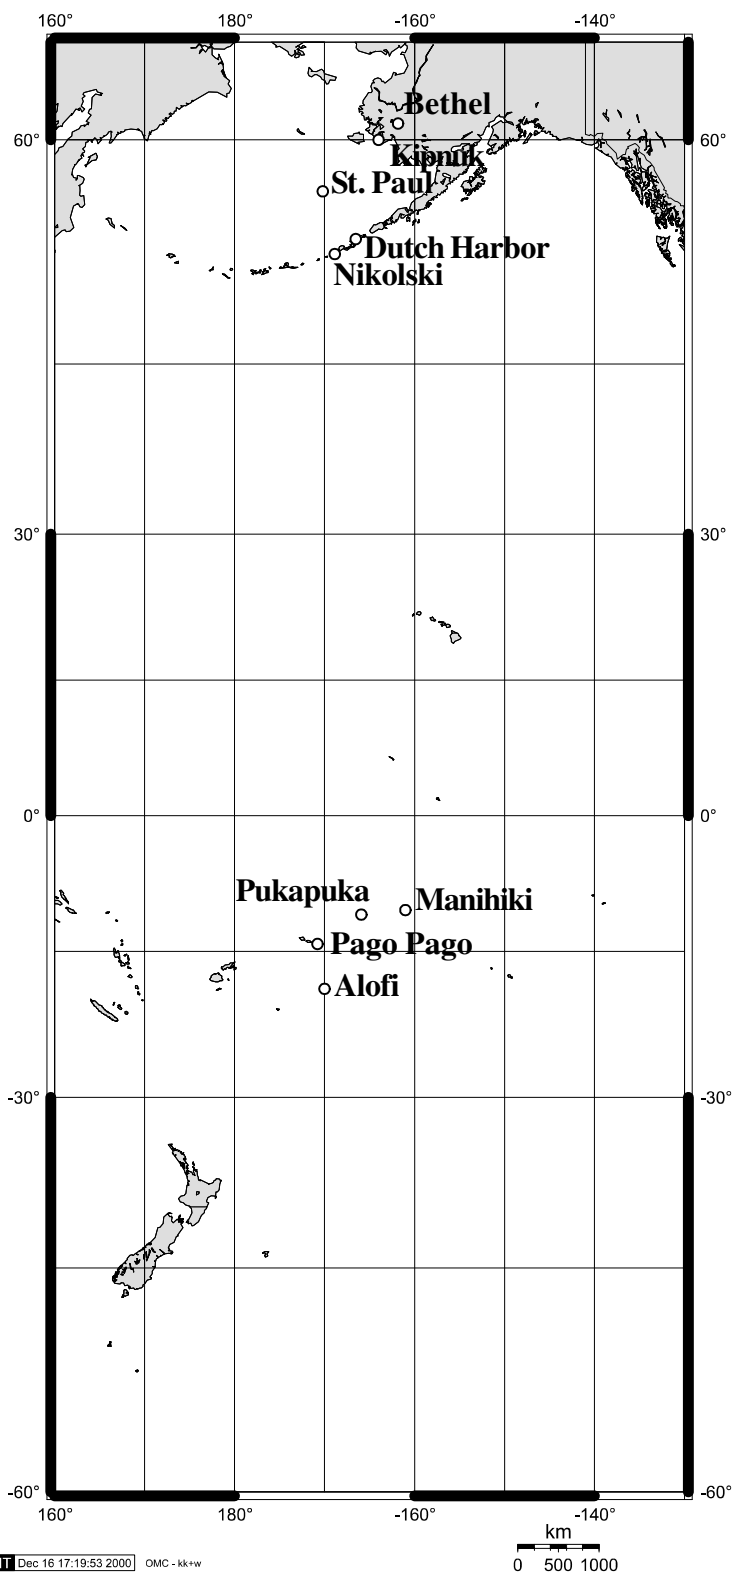 160° 180° -160° -140°
Bethel
60° 60°
Kipnuk
St. Paul
Dutch Harbor
Nikolski
30° 30°
0° 0°
Pukapuka
Manihiki
Pago Pago
Alofi
-30° -30°
-60° -60°
160° 180° -160° -140°
km
0 500 1000
Dec 16 17:19:53 2000 OMC - kk+w